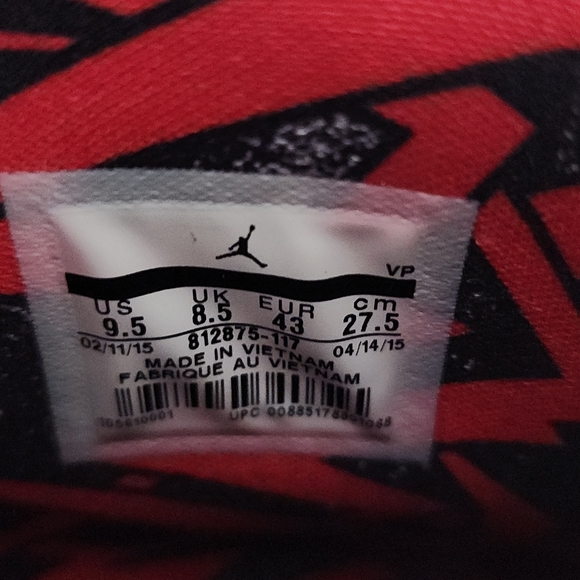 VP
US UK EUR cm
9.5 8.5 43 27.5
02/11/15 812875-117 04/14/15
MADE IN VIETNAM
FABRIQUE AU VIETNAM
UPC